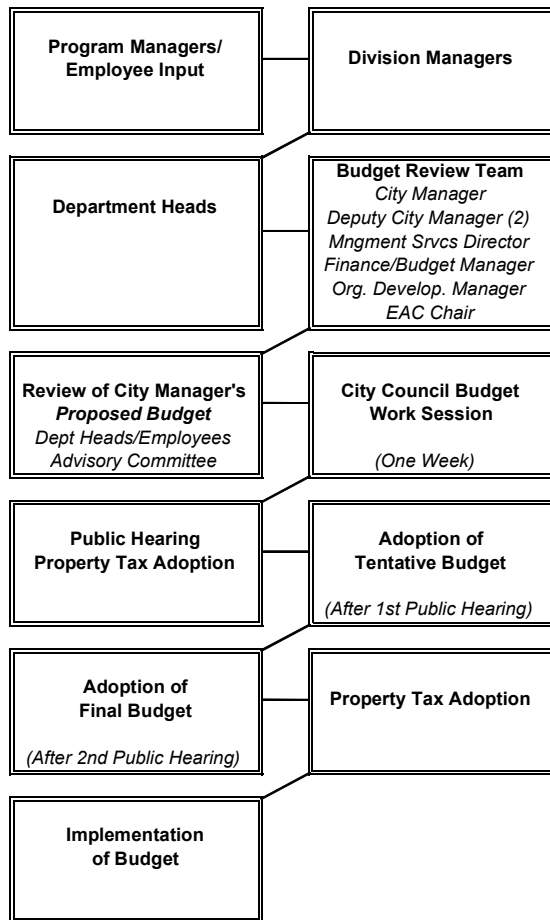 Program Managers/
Employee Input
Division Managers
Department Heads
Budget Review Team
City Manager
Deputy City Manager (2)
Mngment Srvcs Director
Finance/Budget Manager
Org. Develop. Manager
EAC Chair
Review of City Manager's
Proposed Budget
Dept Heads/Employees
Advisory Committee
City Council Budget
Work Session
(One Week)
Public Hearing
Property Tax Adoption
Adoption of
Tentative Budget
(After 1st Public Hearing)
Adoption of
Final Budget
(After 2nd Public Hearing)
Property Tax Adoption
Implementation
of Budget